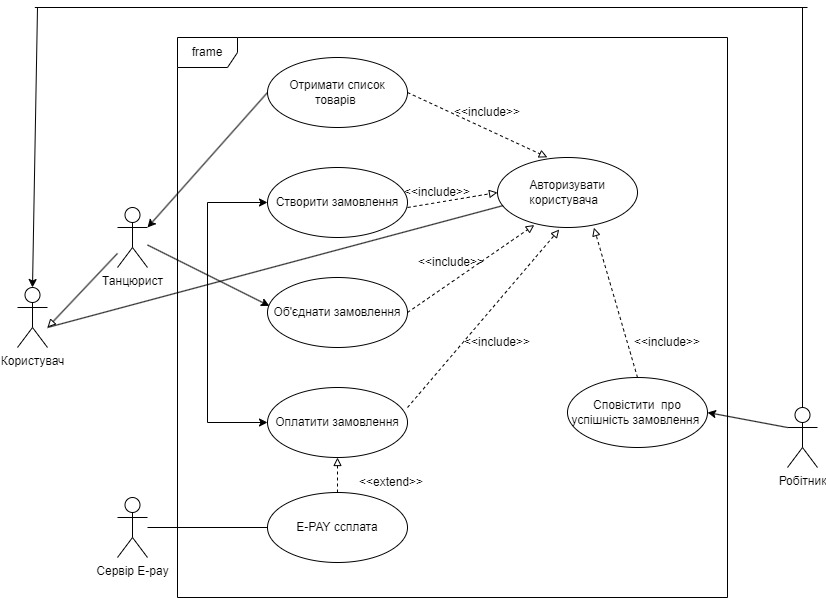 frame
Отримати список
товарів
<<include>>
Створити замовлення
<<include>>
Авторизувати
користувача
Танцюрист
<<include>>
Об'єднати замовлення
Користувач
<<include>>
<<include>>
Оплатити замовлення
Сповістити про
успішність замовлення
Робітник
<<extend>>
E-PAY ссплата
Сервір E-pay